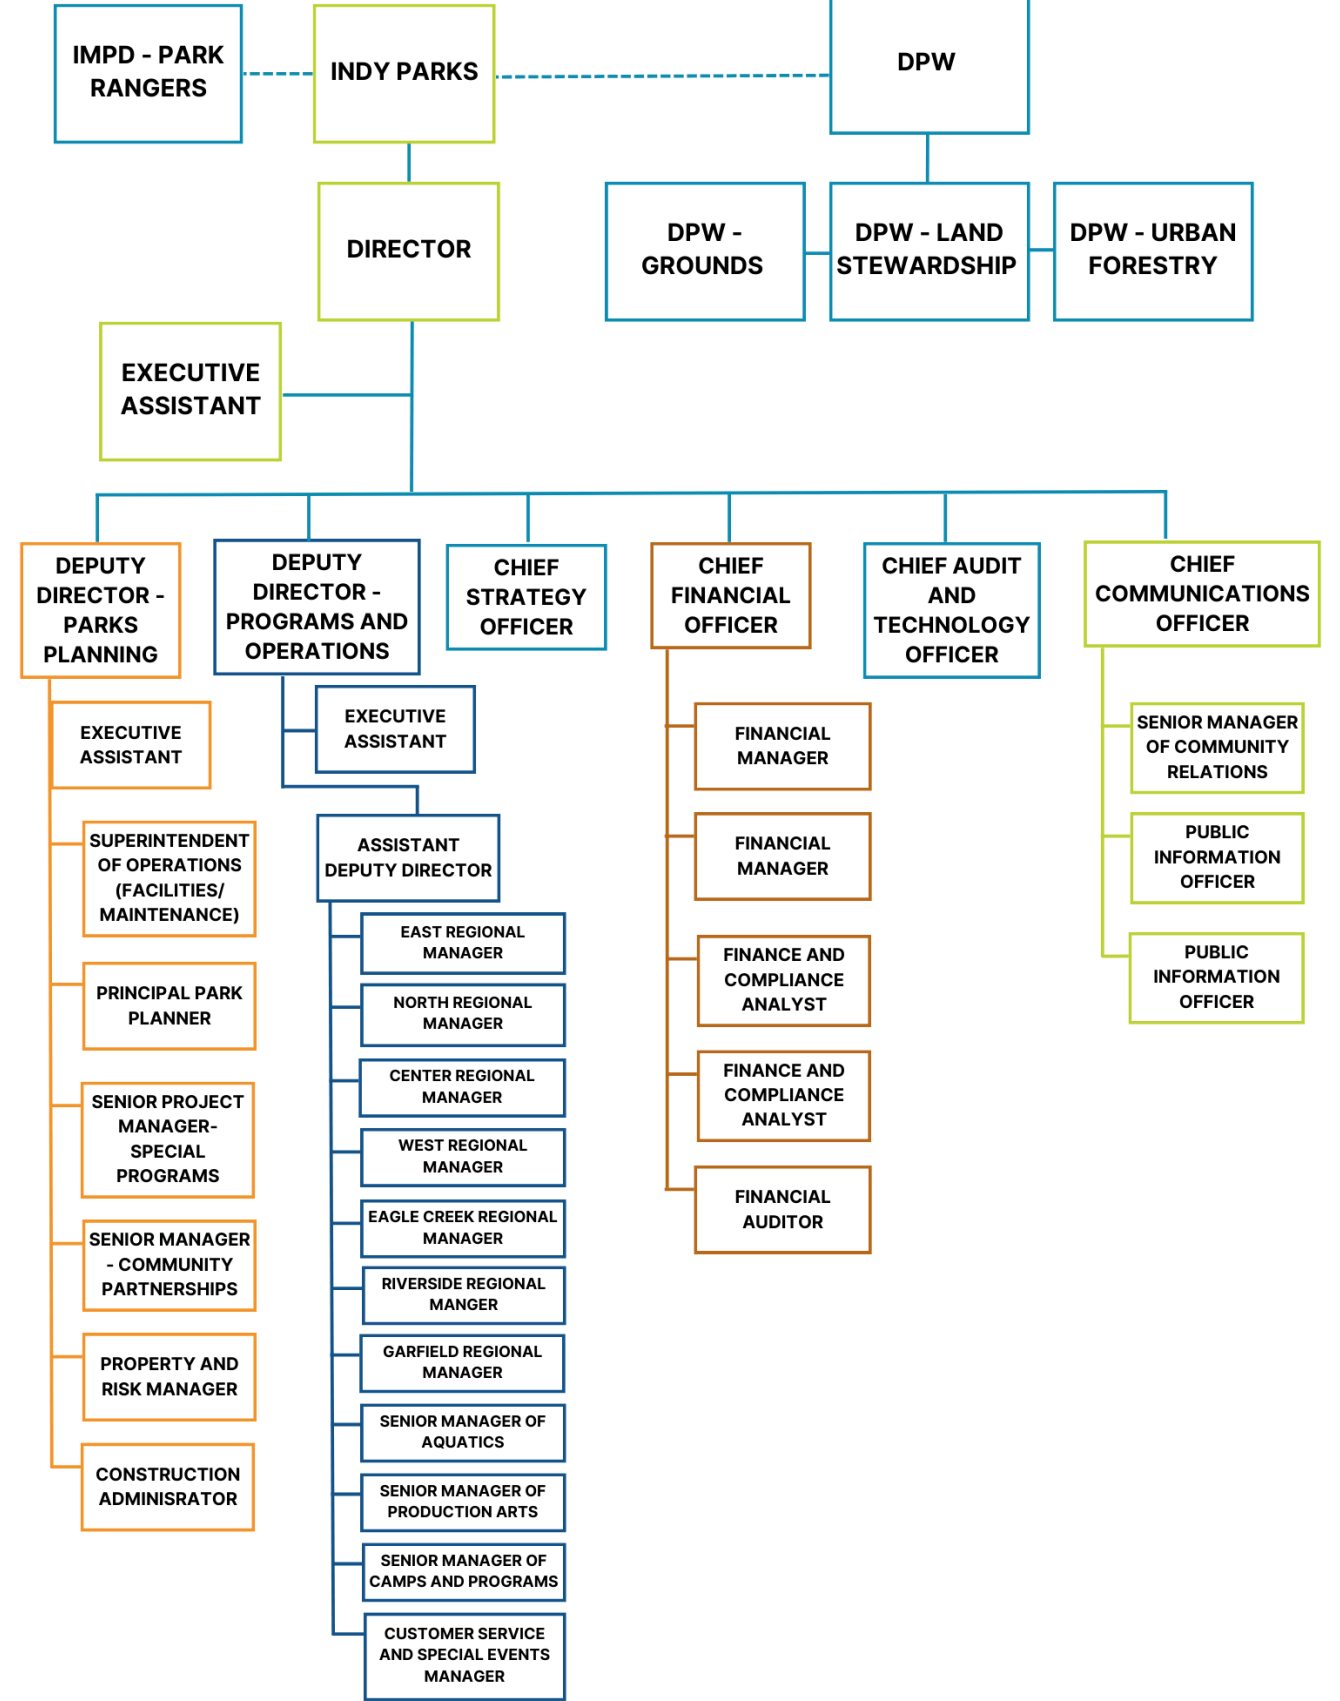 IMPD - PARK
RANGERS
INDY PARKS
DPW
DIRECTOR
DPW -
GROUNDS
DPW - LAND
STEWARDSHIP
DPW - URBAN
FORESTRY
EXECUTIVE
ASSISTANT
DEPUTY
DIRECTOR -
PARKS
PLANNING
DEPUTY
DIRECTOR -
PROGRAMS AND
OPERATIONS
CHIEF
STRATEGY
OFFICER
CHIEF
FINANCIAL
OFFICER
CHIEF AUDIT
AND
TECHNOLOGY
OFFICER
CHIEF
COMMUNICATIONS
OFFICER
EXECUTIVE
ASSISTANT
SUPERINTENDENT
OF OPERATIONS
(FACILITIES/
MAINTENANCE)
PRINCIPAL PARK
PLANNER
SENIOR PROJECT
MANAGER-
SPECIAL
PROGRAMS
SENIOR MANAGER
- COMMUNITY
PARTNERSHIPS
PROPERTY AND
RISK MANAGER
CONSTRUCTION
ADMINISRATOR
EXECUTIVE
ASSISTANT
ASSISTANT
DEPUTY DIRECTOR
EAST REGIONAL
MANAGER
NORTH REGIONAL
MANAGER
CENTER REGIONAL
MANAGER
WEST REGIONAL
MANAGER
EAGLE CREEK REGIONAL
MANAGER
RIVERSIDE REGIONAL
MANGER
GARFIELD REGIONAL
MANAGER
SENIOR MANAGER OF
AQUATICS
SENIOR MANAGER OF
PRODUCTION ARTS
SENIOR MANAGER OF
CAMPS AND PROGRAMS
CUSTOMER SERVICE
AND SPECIAL EVENTS
MANAGER
FINANCIAL
MANAGER
FINANCIAL
MANAGER
FINANCE AND
COMPLIANCE
ANALYST
FINANCE AND
COMPLIANCE
ANALYST
FINANCIAL
AUDITOR
SENIOR MANAGER
OF COMMUNITY
RELATIONS
PUBLIC
INFORMATION
OFFICER
PUBLIC
INFORMATION
OFFICER